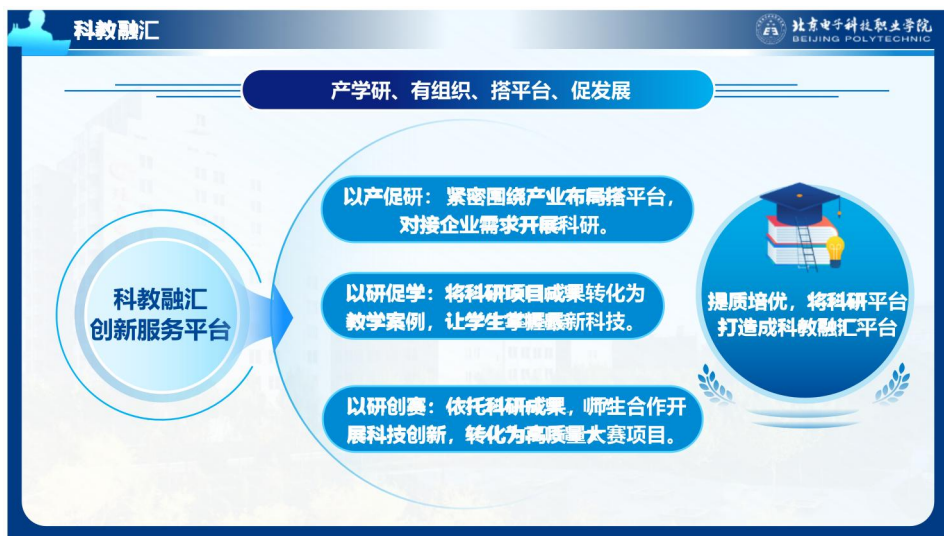 科教融汇
北京电子科技职业学院
BEIJING POLYTECHNIC
产学研、有组织、搭平台、促发展
以产促研：紧密围绕产业布局搭平台，
对接企业需求开展科研。
科教融汇
创新服务平台
以研促学：将科研项目成果转化为
教学案例，让学生掌握最新科技。
提质培优，将科研平台
打造成科教融汇平台
以研创赛：依托科研成果，师生合作开
展科技创新，转化为高质量大赛项目。